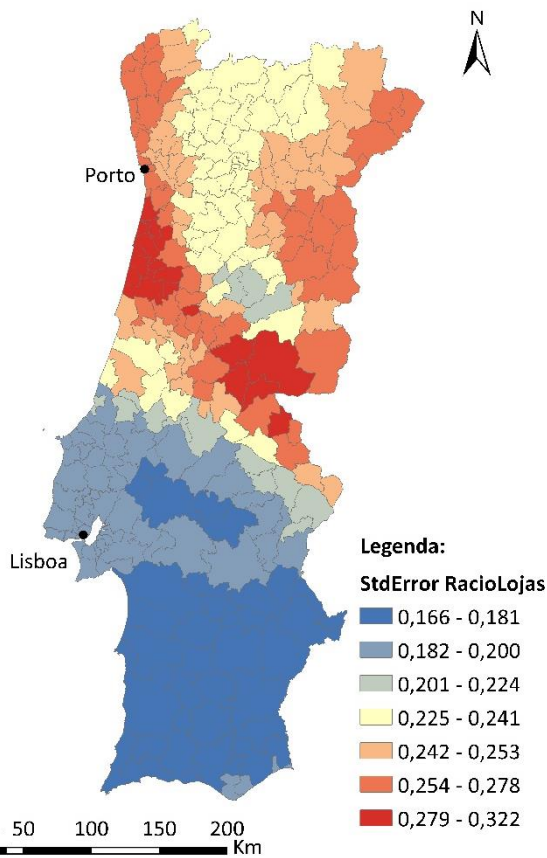 N
Porto
Lisboa
Legenda:
StdError RacioLojas
0,166 - 0,181
0,182 - 0,200
0,201 - 0,224
0,225 - 0,241
0,242 - 0,253
0,254 - 0,278
0,279 - 0,322
50 100 150 200
Km